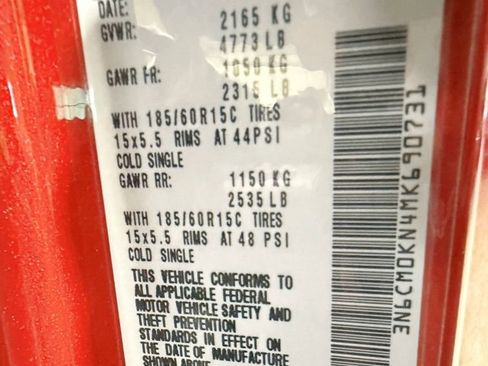 DATE: 2165 KG
GVWR: 4773 LB
GAWR FR: 1050 KG
2315 LB
WITH 185/60R15C TIRES
15x5.5 RIMS AT 44PSI
COLD SINGLE
GAWR RR: 1150 KG
2535 LB
WITH 185/60R15C TIRES
15x5.5 RIMS AT 48 PSI
COLD SINGLE
THIS VEHICLE CONFORMS TO
ALL APPLICABLE FEDERAL
MOTOR VEHICLE SAFETY AND
THEFT PREVENTION
STANDARDS IN EFFECT ON
THE DATE OF MANUFACTURE
SHOWN ABOVE
3N6CM0KN4MK690731